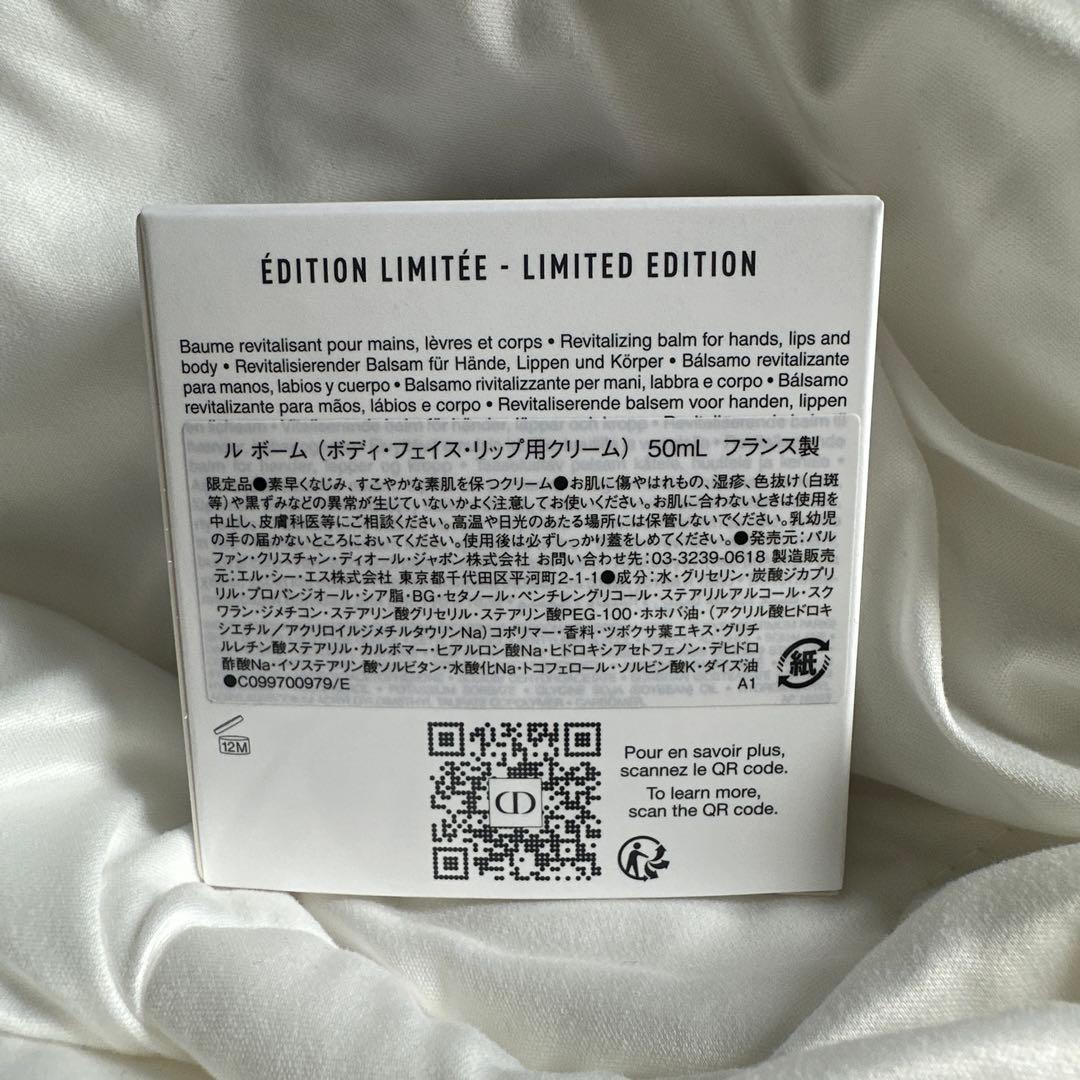 ÉDITION LIMITÉE - LIMITED EDITION
Baume revitalisant pour mains, lèvres et corps • Revitalizing balm for hands, lips and
body • Revitalisierender Balsam für Hände, Lippen und Körper • Bálsamo revitalizante
para manos, labios y cuerpo • Balsamo rivitalizzante per mani, labbra e corpo • Bálsamo
revitalizante para mãos, lábios e corpo • Revitaliserende balsem voor handen, lippen
ル ボーム（ボディ・フェイス・リップ用クリーム） 50mL フランス製
限定品●素早くなじみ、すこやかな素肌を保つクリーム●お肌に傷やはれもの、湿疹、色抜け（白斑
等）や黒ずみなどの異常が生じていないかよく注意してお使いください。お肌に合わないときは使用を
中止し、皮膚科医等にご相談ください。高温や日光のあたる場所には保管しないでください。乳幼児
の手の届かないところにおいてください。使用後は必ずしっかり蓋をしめてください。●発売元：パル
ファン・クリスチャン・ディオール・ジャポン株式会社 お問い合わせ先：03-3239-0618 製造販売
元：エル・シー・エス株式会社 東京都千代田区平河町2-1-1●成分：水・グリセリン・炭酸ジカプリ
リル・プロパンジオール・シア脂・BG・セタノール・ペンチレングリコール・ステアリルアルコール・スク
ワラン・ジメチコン・ステアリン酸グリセリル・ステアリン酸PEG-100・ホホバ油・（アクリル酸ヒドロキ
シエチル／アクリロイルジメチルタウリンNa）コポリマー・香料・ツボクサ葉エキス・グリチ
ルレチン酸ステアリル・カルボマー・ヒアルロン酸Na・ヒドロキシアセトフェノン・デヒドロ
酢酸Na・イソステアリン酸ソルビタン・水酸化Na・トコフェロール・ソルビン酸K・ダイズ油
●C099700979/E A1
紙
12M
CD
Pour en savoir plus,
scannez le QR code.
To learn more,
scan the QR code.